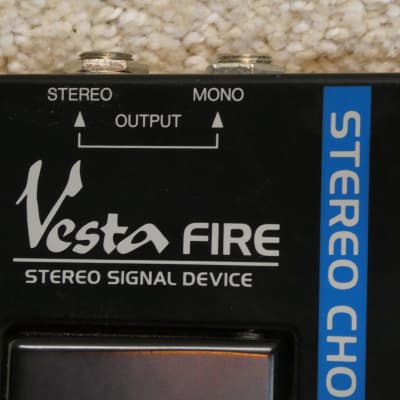 STEREO MONO
OUTPUT
Vesta FIRE
STEREO SIGNAL DEVICE
STEREO CHO